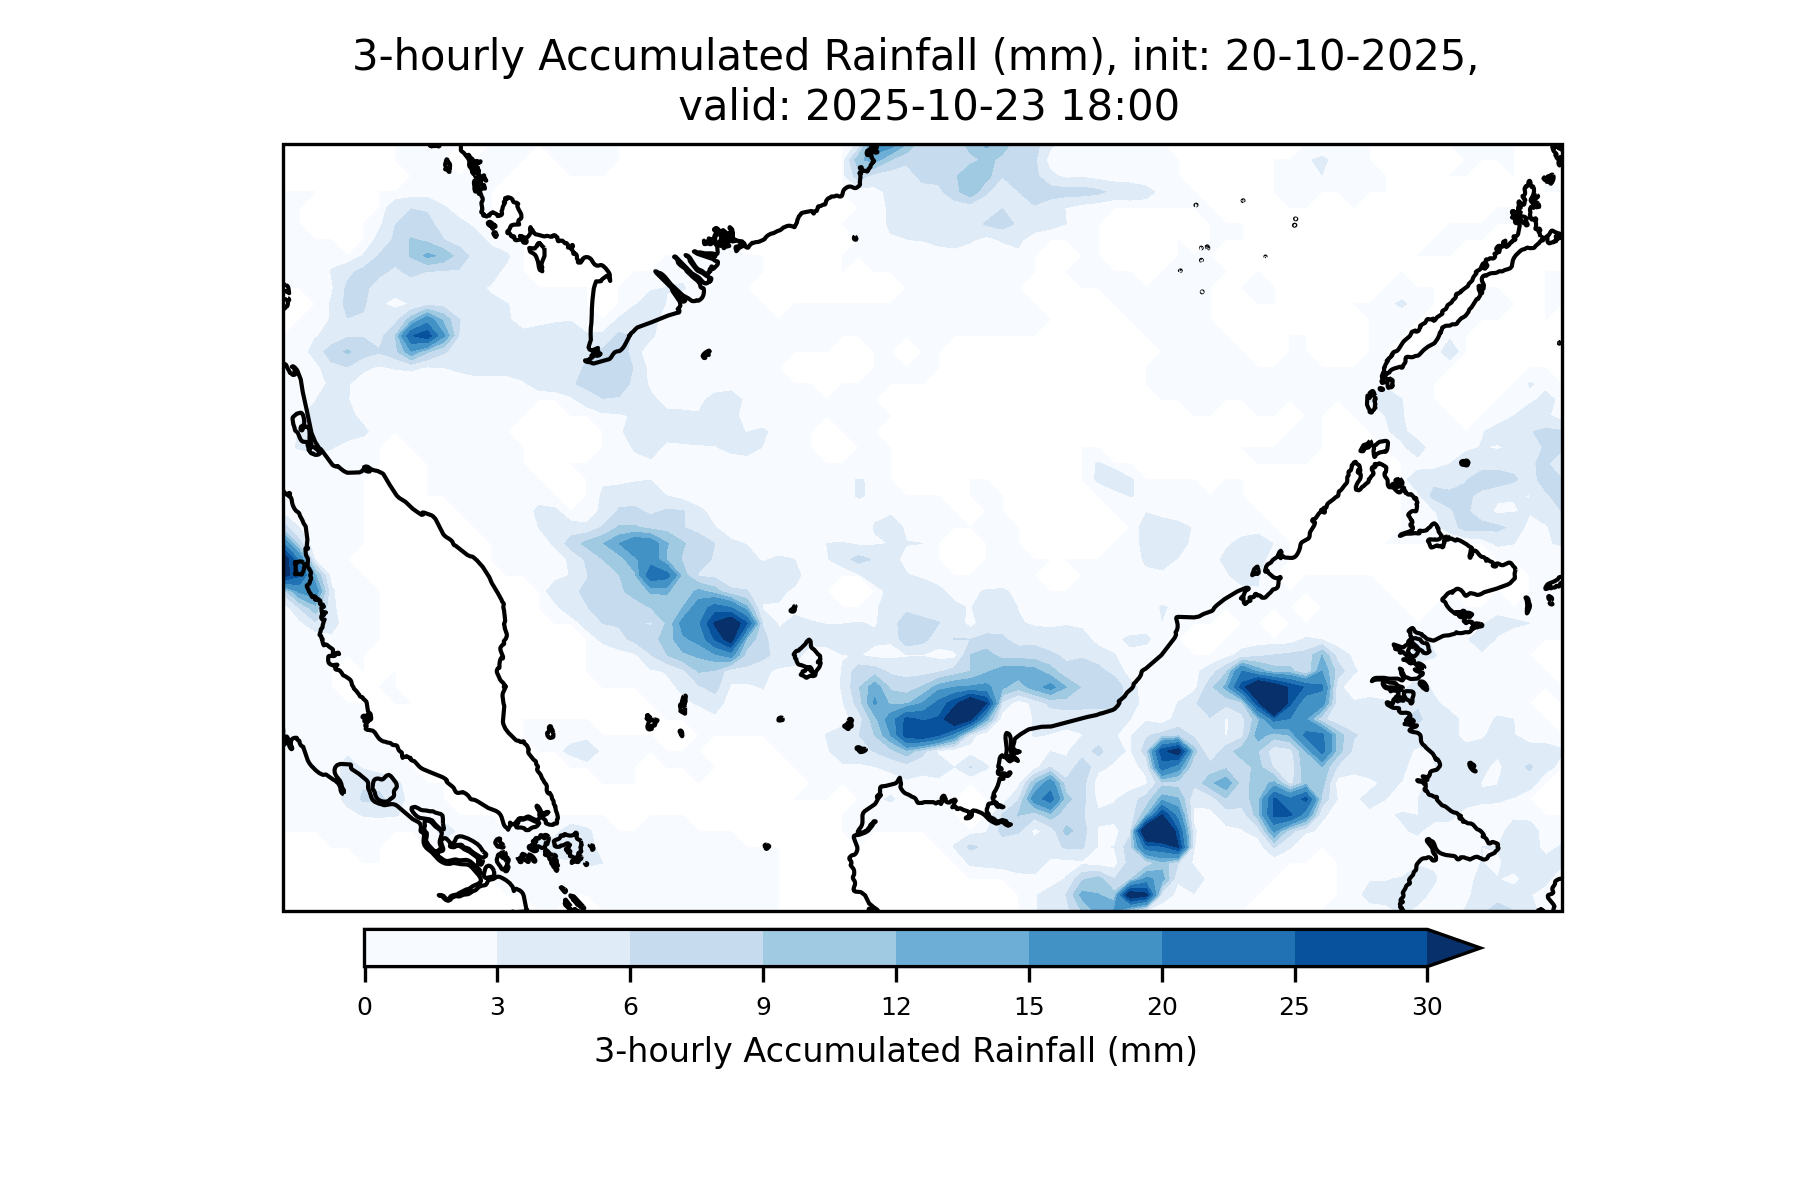 3-hourly Accumulated Rainfall (mm), init: 20-10-2025,
valid: 2025-10-23 18:00
0 3 6 9 12 15 20 25 30
3-hourly Accumulated Rainfall (mm)